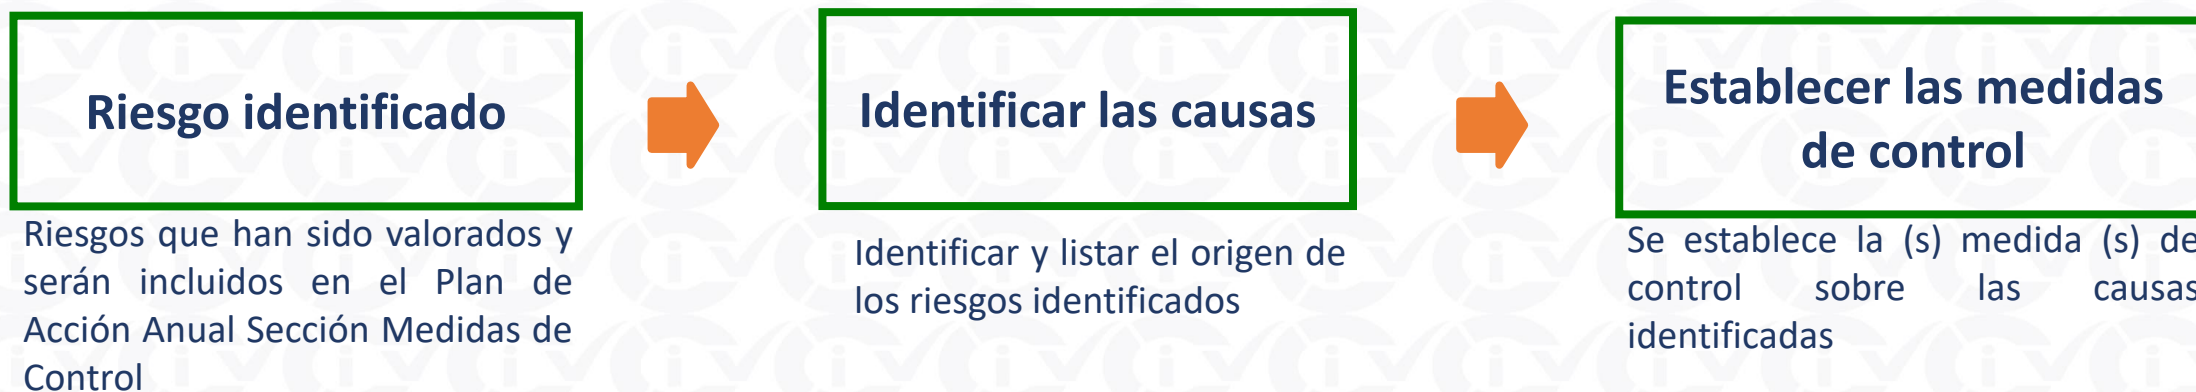 Riesgo identificado
Riesgos que han sido valorados y
serán incluidos en el Plan de
Acción Anual Sección Medidas de
Control
Identificar las causas
Identificar y listar el origen de
los riesgos identificados
Establecer las medidas
de control
Se establece la (s) medida (s) de
control sobre las causas
identificadas